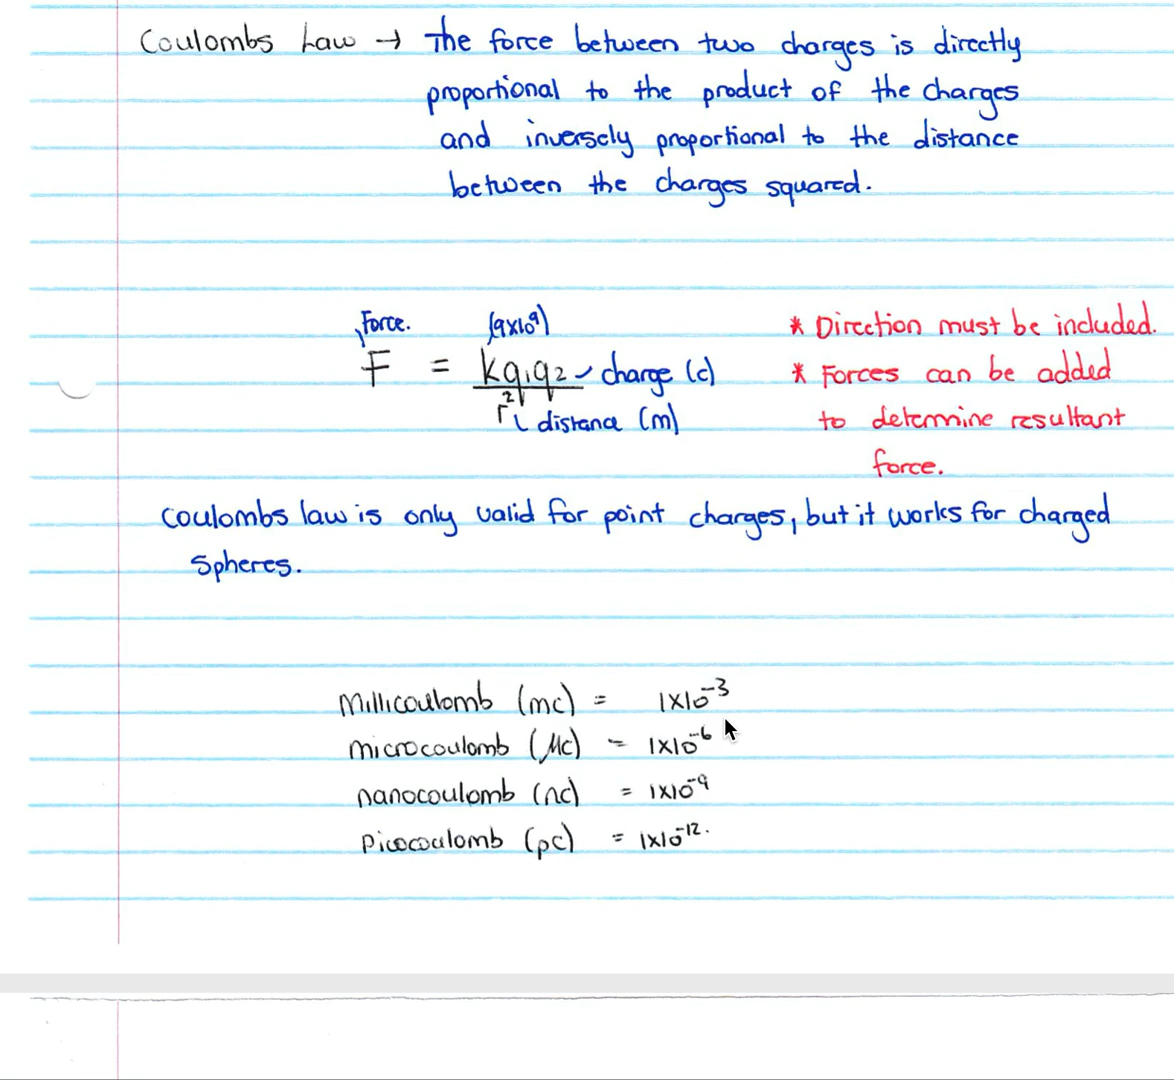 Coulombs Law → The force between two charges is directly
proportional to the product of the charges
and inversely proportional to the distance
between the charges squared.
Force. (9x10⁹) * Direction must be included.
F = kq₁q₂ charge (c) * Forces can be added
r² distance (m) to determine resultant
force.
Coulombs law is only valid for point charges, but it works for charged
spheres.
Millicoulomb (mc) = 1x10⁻³
microcoulomb (μc) = 1x10⁻⁶
nanocoulomb (nc) = 1x10⁻⁹
Picocoulomb (pc) = 1x10⁻¹².